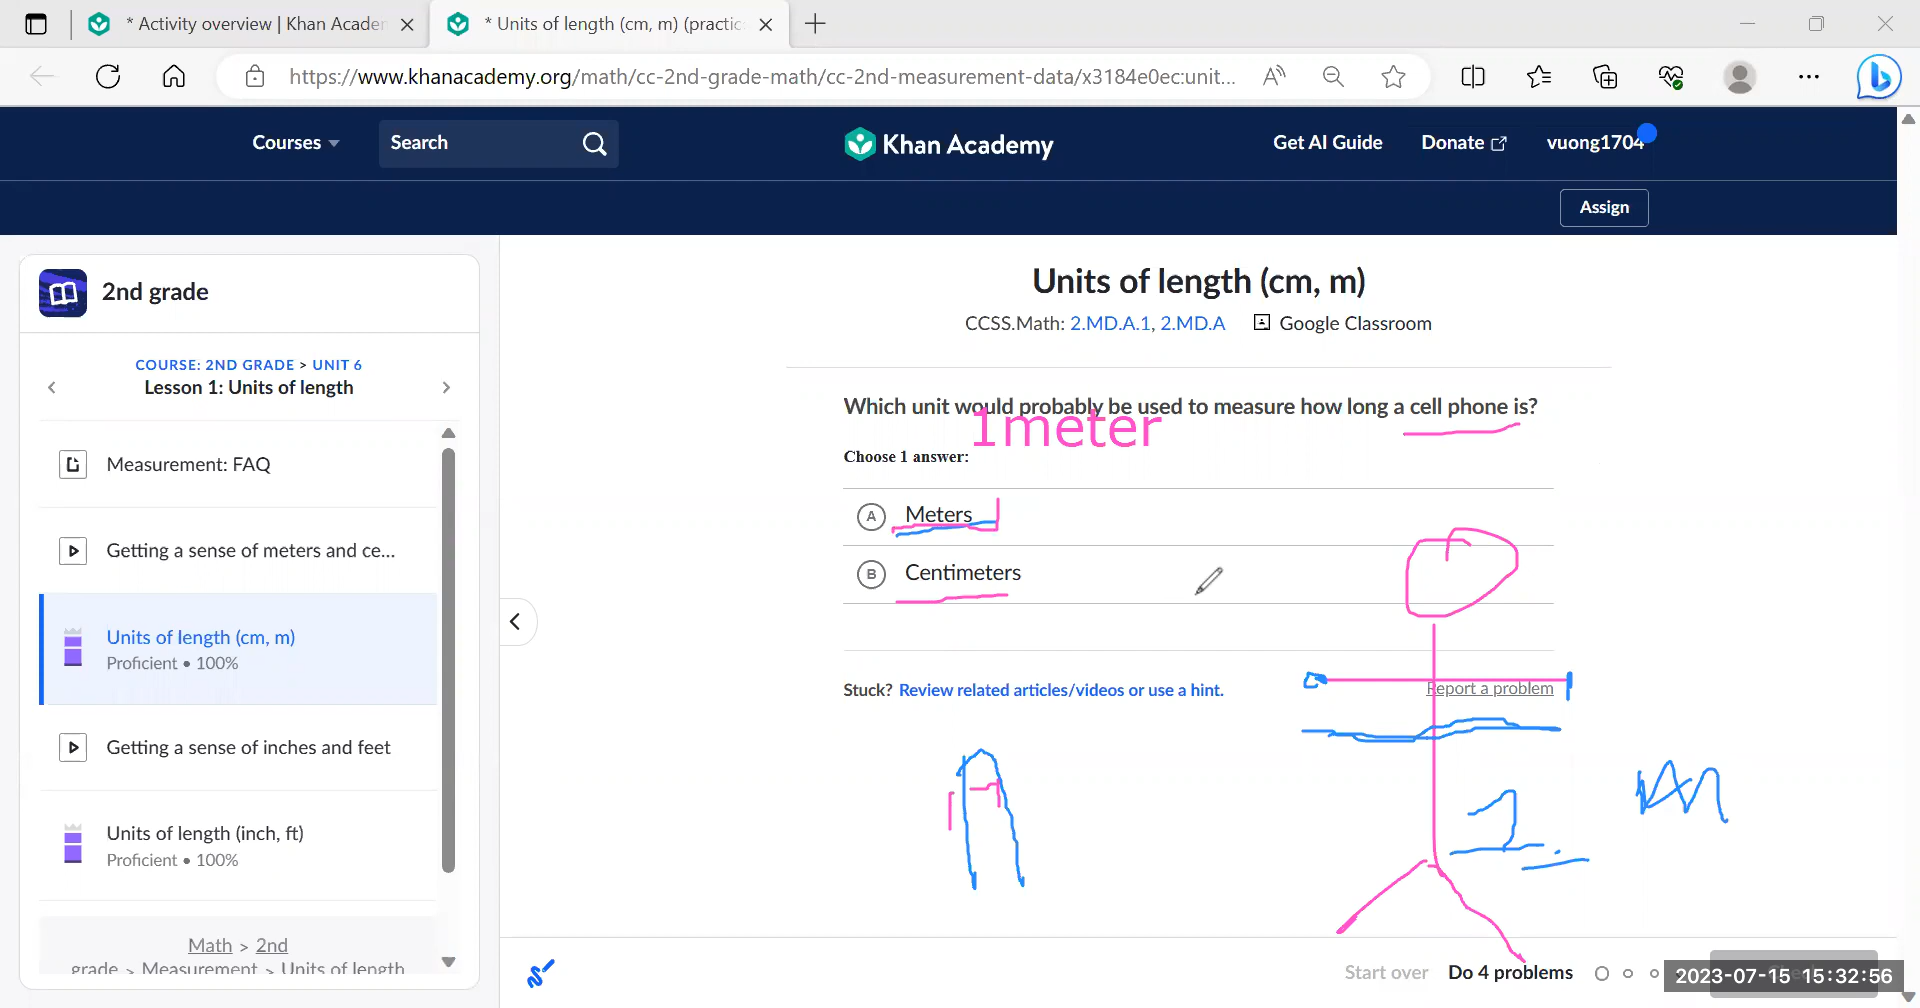 * Activity overview | Khan Acade
* Units of length (cm, m) (practic
https://www.khanacademy.org/math/cc-2nd-grade-math/cc-2nd-measurement-data/x3184e0ec:unit...
Courses
Search
Khan Academy
Get AI Guide
Donate
vuong1704
Assign
2nd grade
COURSE: 2ND GRADE > UNIT 6
Lesson 1: Units of length
Measurement: FAQ
Getting a sense of meters and ce...
Units of length (cm, m)
Proficient • 100%
Getting a sense of inches and feet
Units of length (inch, ft)
Proficient • 100%
Math > 2nd
grade > Measurement > Units of length
Units of length (cm, m)
CCSS.Math: 2.MD.A.1, 2.MD.A
Google Classroom
Which unit would probably be used to measure how long a cell phone is?
1meter
Choose 1 answer:
A Meters
B Centimeters
Stuck? Review related articles/videos or use a hint.
Report a problem
1 m
Start over
Do 4 problems
2023-07-15 15:32:56